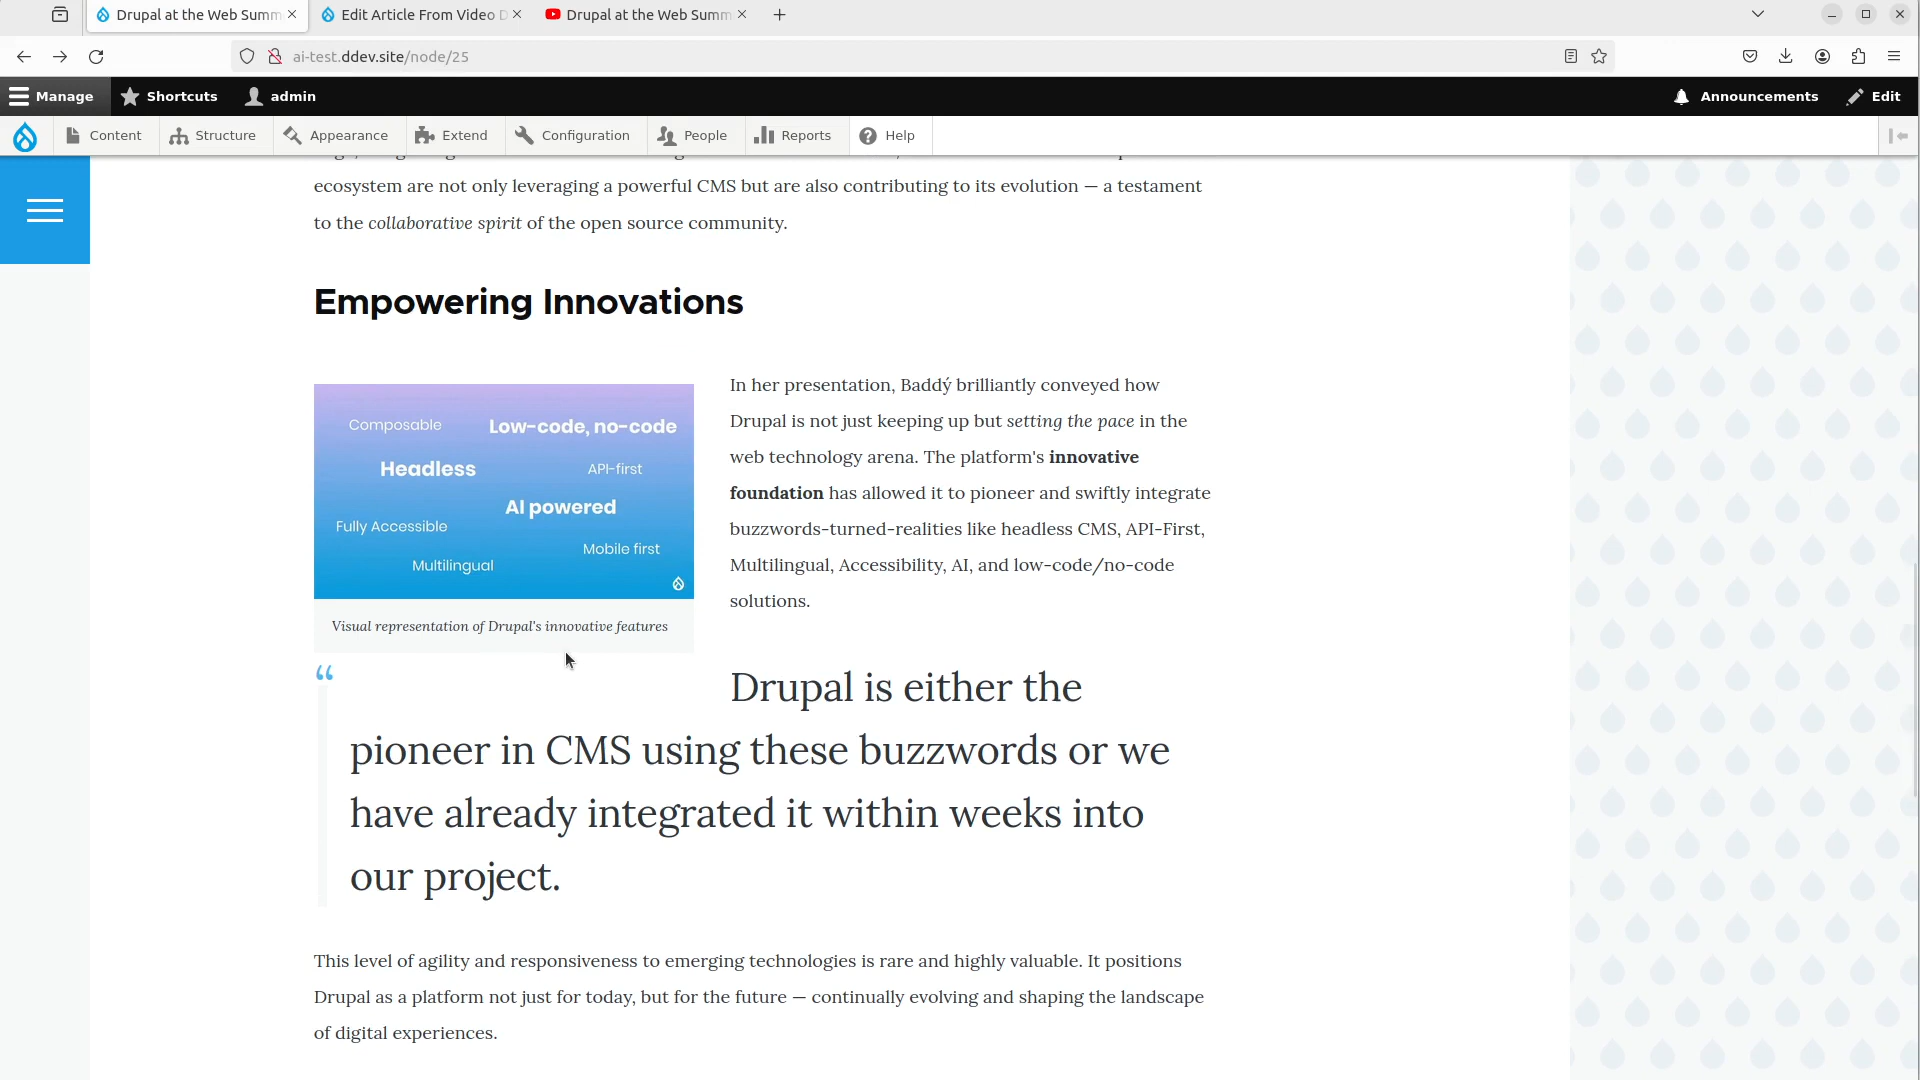 Drupal at the Web Summ
Edit Article From Video D
Drupal at the Web Summ
ai-test.ddev.site/node/25
Manage
Shortcuts
admin
Announcements
Edit
Content
Structure
Appearance
Extend
Configuration
People
Reports
Help
ecosystem are not only leveraging a powerful CMS but are also contributing to its evolution — a testament
to the collaborative spirit of the open source community.
Empowering Innovations
Composable
Low-code, no-code
Headless
API-first
AI powered
Fully Accessible
Mobile first
Multilingual
Visual representation of Drupal's innovative features
In her presentation, Baddý brilliantly conveyed how
Drupal is not just keeping up but setting the pace in the
web technology arena. The platform's innovative
foundation has allowed it to pioneer and swiftly integrate
buzzwords-turned-realities like headless CMS, API-First,
Multilingual, Accessibility, AI, and low-code/no-code
solutions.
“
Drupal is either the
pioneer in CMS using these buzzwords or we
have already integrated it within weeks into
our project.
This level of agility and responsiveness to emerging technologies is rare and highly valuable. It positions
Drupal as a platform not just for today, but for the future — continually evolving and shaping the landscape
of digital experiences.